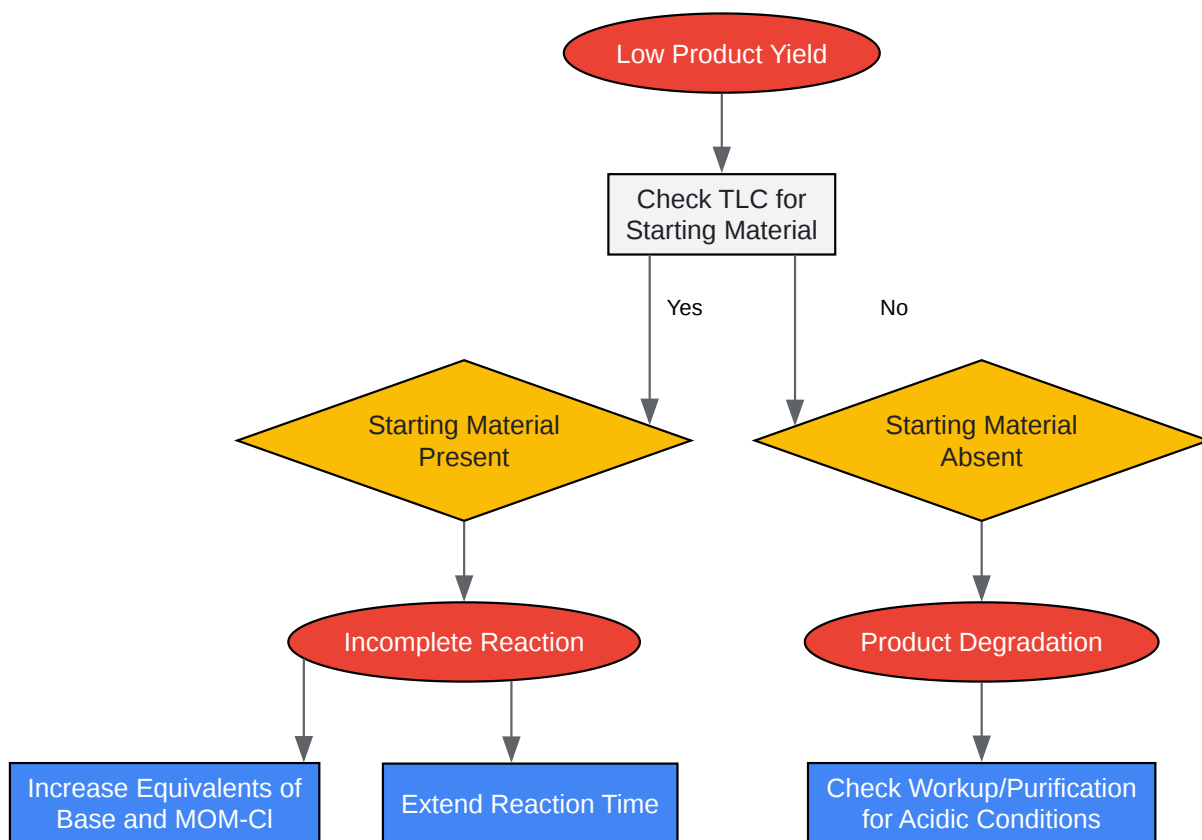 Low Product Yield
Check TLC for
Starting Material
Yes
No
Starting Material
Present
Starting Material
Absent
Incomplete Reaction
Product Degradation
Increase Equivalents of
Base and MOM-Cl
Extend Reaction Time
Check Workup/Purification
for Acidic Conditions